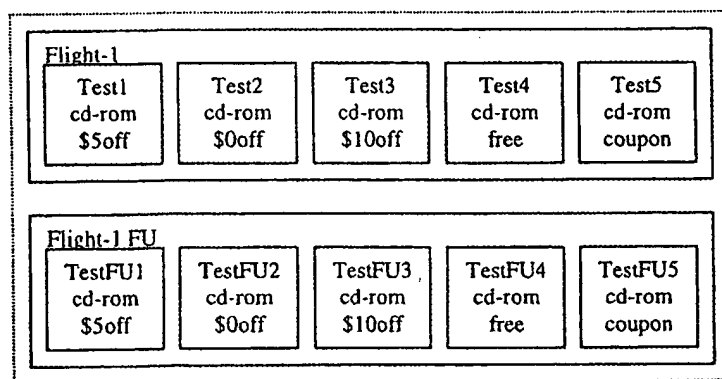 Flight-1
Test1
cd-rom
$5off
Test2
cd-rom
$0off
Test3
cd-rom
$10off
Test4
cd-rom
free
Test5
cd-rom
coupon
Flight-1 FU
TestFU1
cd-rom
$5off
TestFU2
cd-rom
$0off
TestFU3
cd-rom
$10off
TestFU4
cd-rom
free
TestFU5
cd-rom
coupon